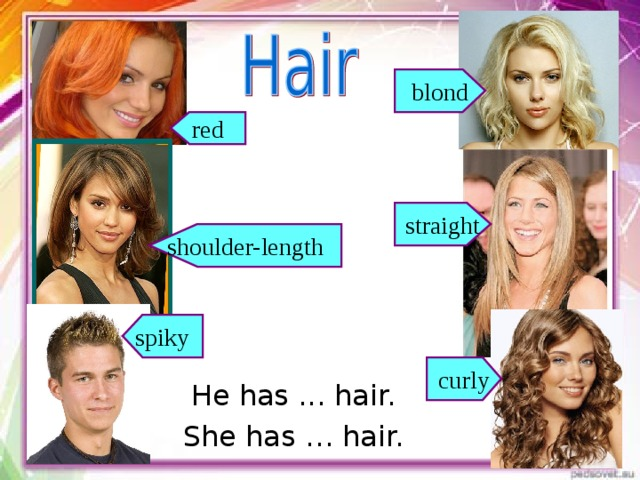 Hair
blond
red
straight
shoulder-length
spiky
curly
He has ... hair.
She has ... hair.
pedsovet.su